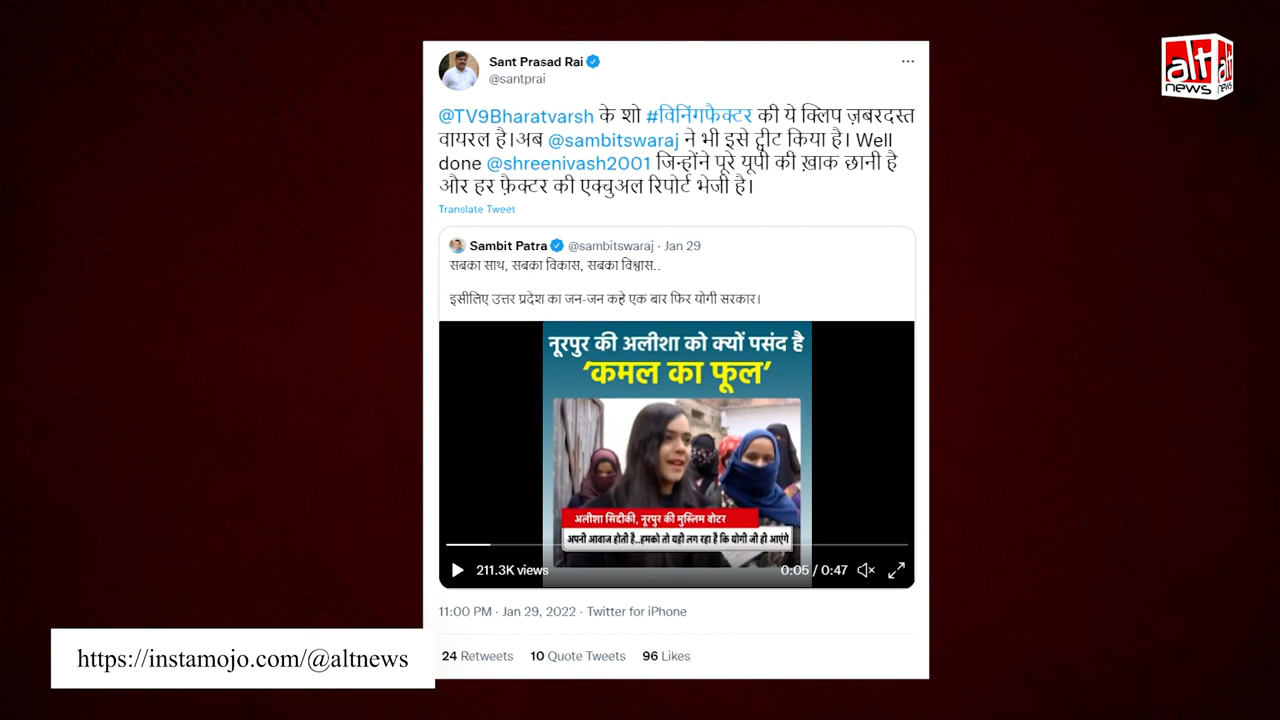 Sant Prasad Rai
@santprai
@TV9Bharatvarsh के शो #विनिंगफैक्टर की ये क्लिप ज़बरदस्त
वायरल है।अब @sambitswaraj ने भी इसे ट्वीट किया है। Well
done @shreenivash2001 जिन्होंने पूरे यूपी की ख़ाक छानी है
और हर फ़ैक्टर की एक्चुअल रिपोर्ट भेजी है।
Translate Tweet
Sambit Patra @sambitswaraj · Jan 29
सबका साथ, सबका विकास, सबका विश्वास..
इसीलिए उत्तर प्रदेश का जन-जन कहे एक बार फिर योगी सरकार।
नूरपुर की अलीशा को क्यों पसंद है
‘कमल का फूल’
अलीशा सिद्दीकी, नूरपुर की मुस्लिम वोटर
अपनी आवाज होती है..हमको तो यही लग रहा है कि योगी जी ही आएंगे
211.3K views
0:05 / 0:47
11:00 PM · Jan 29, 2022 · Twitter for iPhone
24 Retweets 10 Quote Tweets 96 Likes
https://instamojo.com/@altnews
alt news
alt news